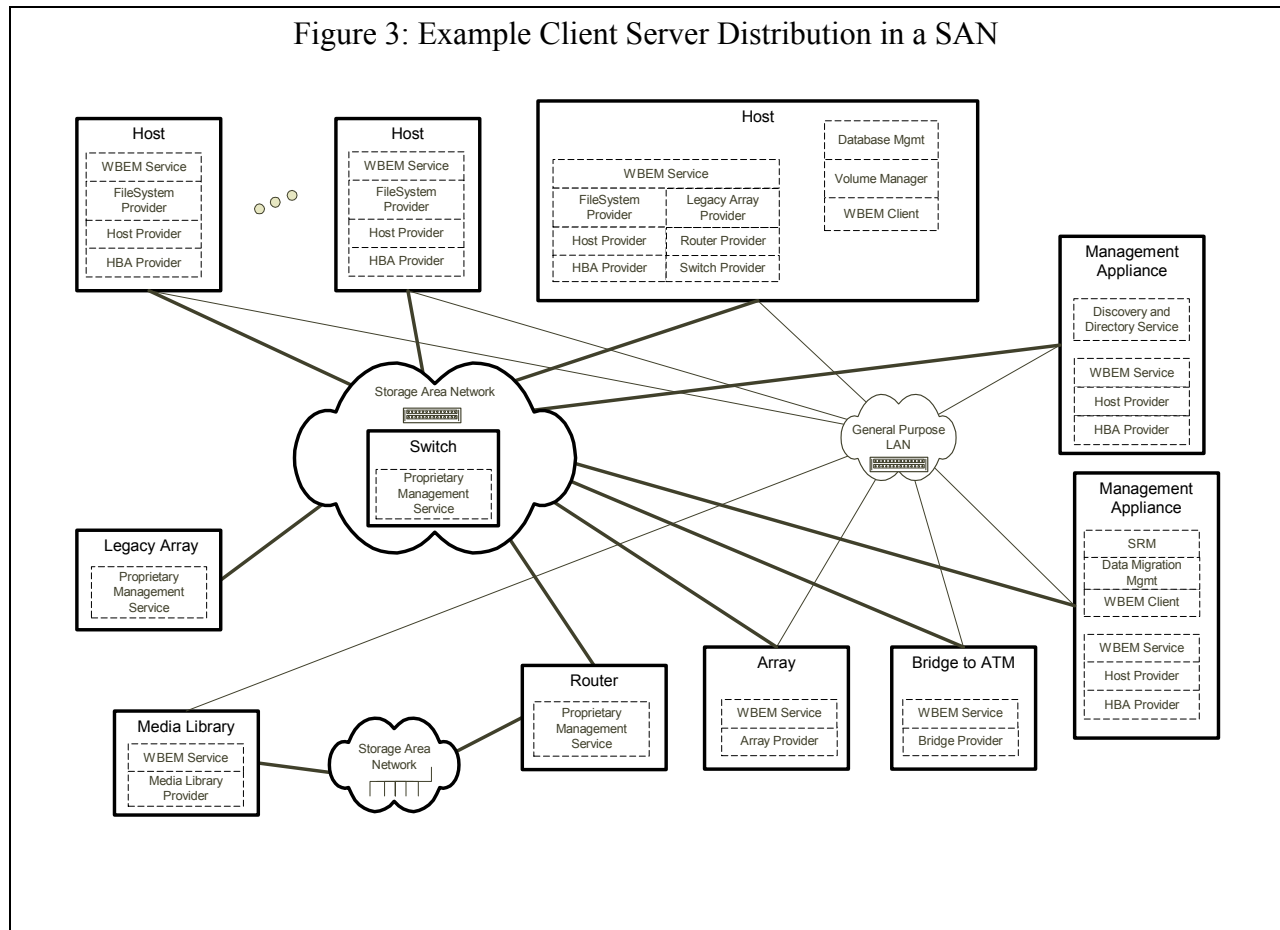 Figure 3: Example Client Server Distribution in a SAN
Host
WBEM Service
FileSystem
Provider
Host Provider
HBA Provider
Host
WBEM Service
FileSystem
Provider
Host Provider
HBA Provider
Host
WBEM Service
FileSystem
Provider
Legacy Array
Provider
Host Provider
Router Provider
HBA Provider
Switch Provider
Database Mgmt
Volume Manager
WBEM Client
Management
Appliance
Discovery and
Directory Service
WBEM Service
Host Provider
HBA Provider
Storage Area Network
Switch
Proprietary
Management
Service
General Purpose
LAN
Management
Appliance
SRM
Data Migration
Mgmt
WBEM Client
WBEM Service
Host Provider
HBA Provider
Legacy Array
Proprietary
Management
Service
Media Library
WBEM Service
Media Library
Provider
Storage Area
Network
Router
Proprietary
Management
Service
Array
WBEM Service
Array Provider
Bridge to ATM
WBEM Service
Bridge Provider